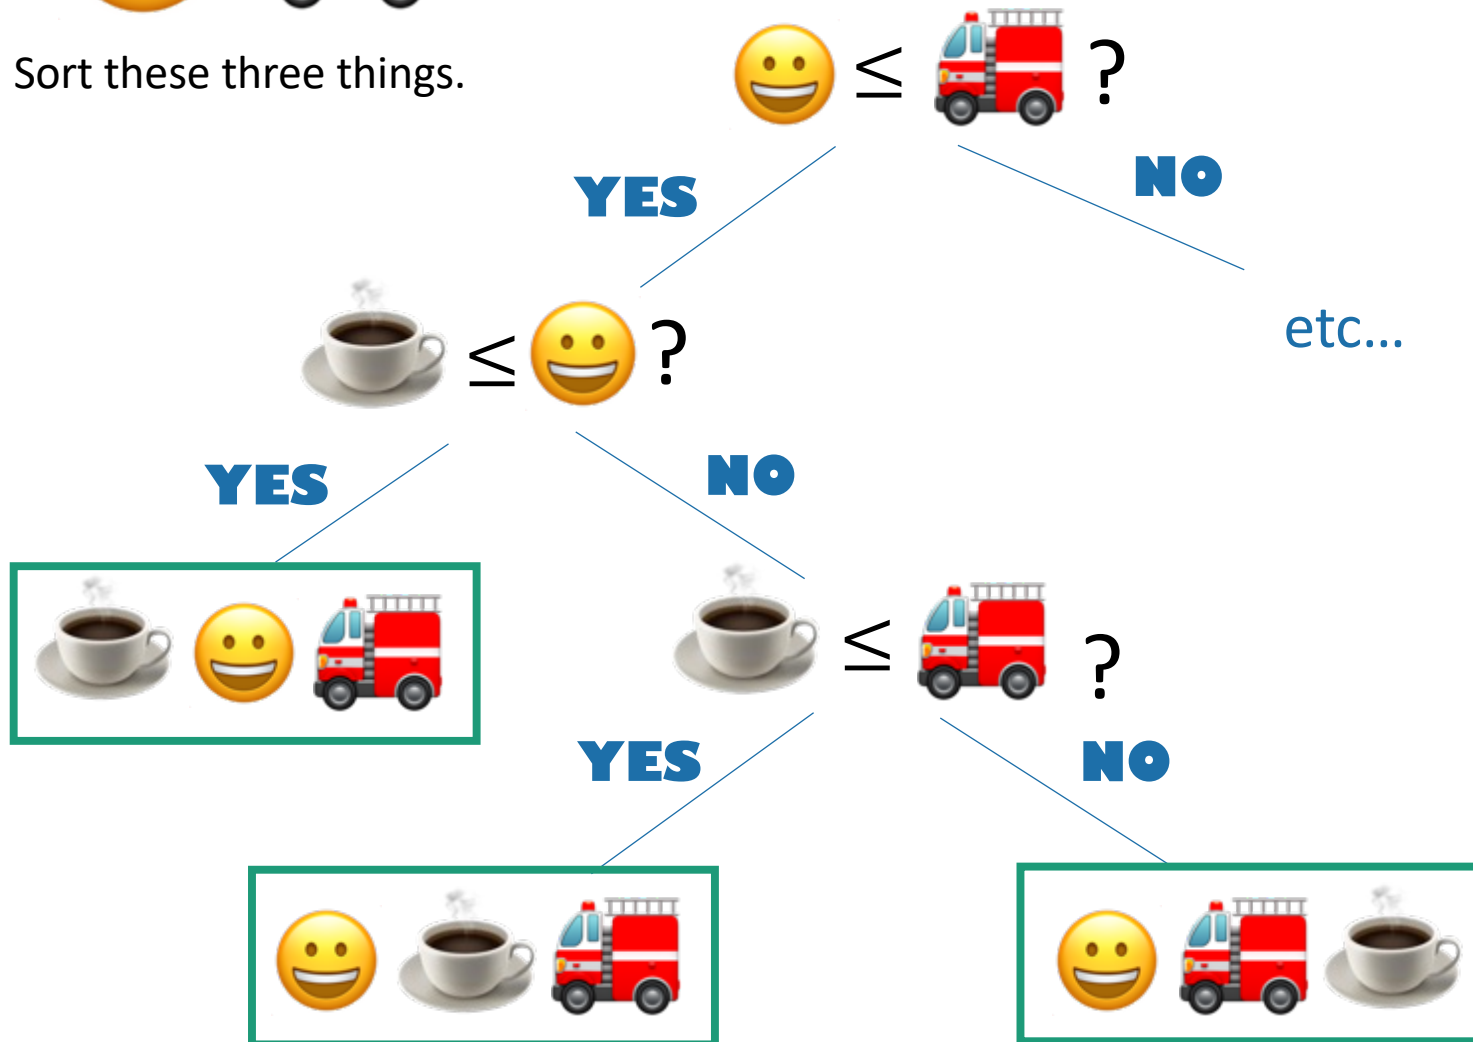 Sort these three things.
≤ ?
YES
NO
≤ ?
etc...
YES
NO
≤ ?
YES
NO